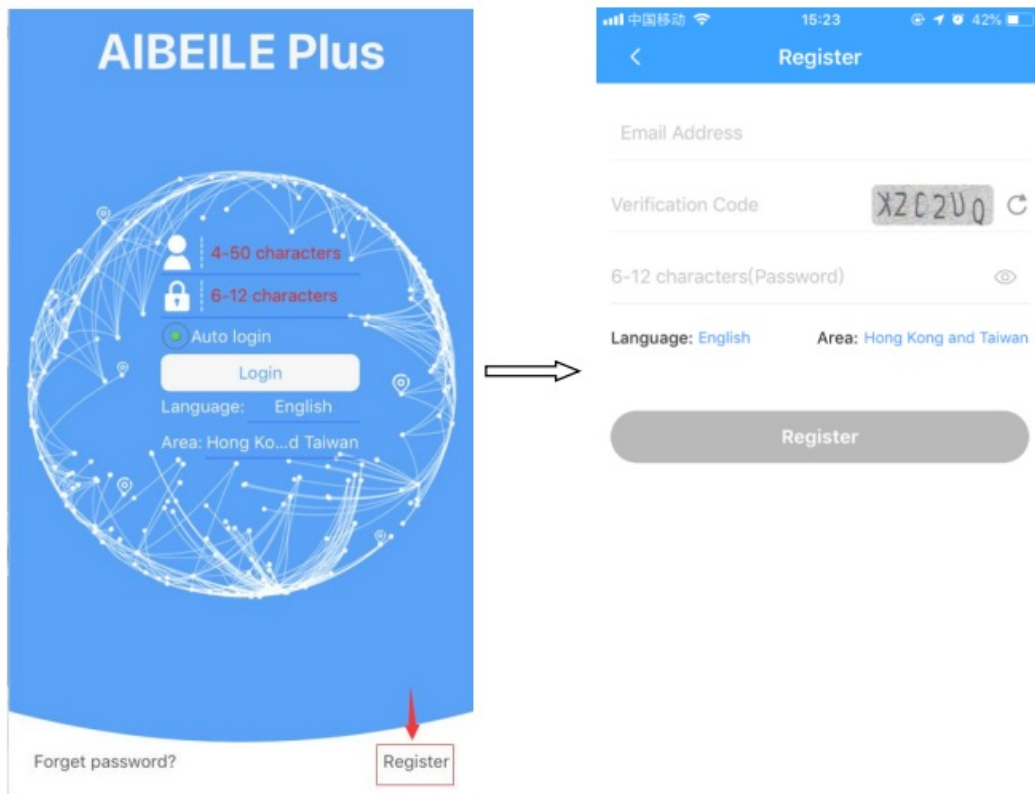 AIBEILE Plus
4-50 characters
6-12 characters
Auto login
Login
Language: English
Area: Hong Ko...d Taiwan
Forget password?
Register
中国移动 15:23 42%
Register
Email Address
Verification Code XZC2UQ
6-12 characters(Password)
Language: English Area: Hong Kong and Taiwan
Register